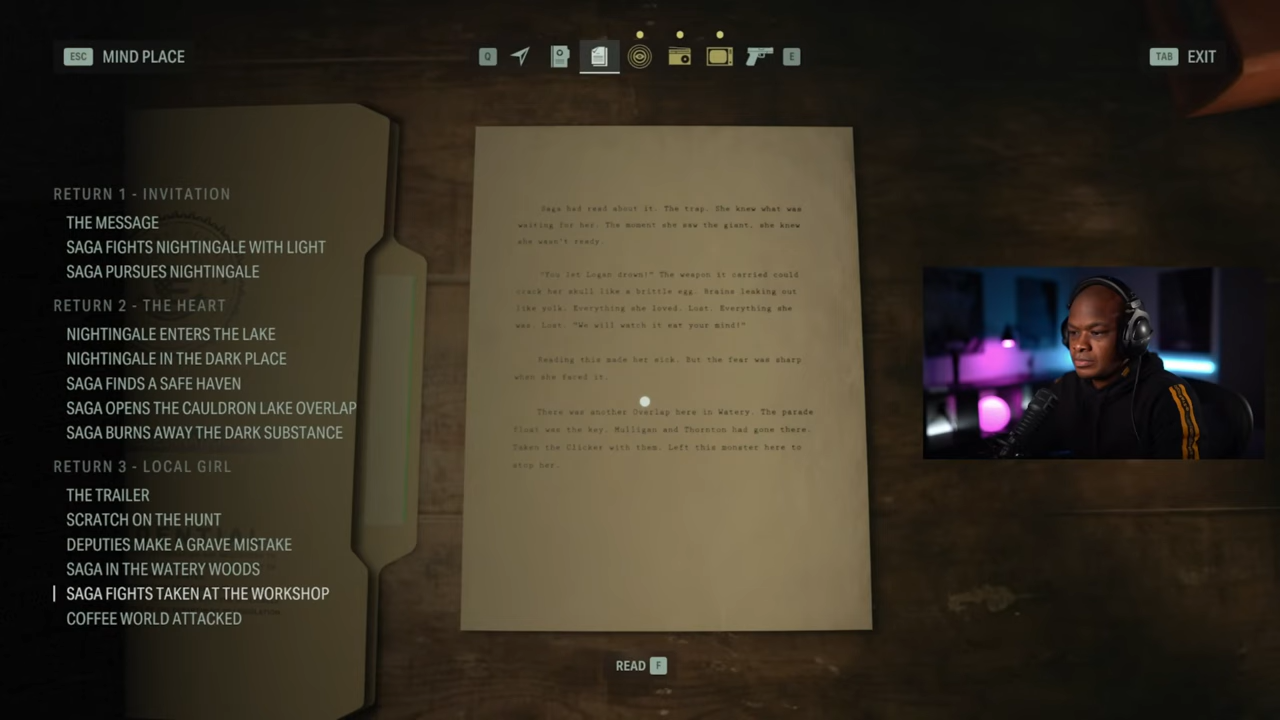 ESC MIND PLACE
Q
E
TAB EXIT
RETURN 1 - INVITATION
THE MESSAGE
SAGA FIGHTS NIGHTINGALE WITH LIGHT
SAGA PURSUES NIGHTINGALE
RETURN 2 - THE HEART
NIGHTINGALE ENTERS THE LAKE
NIGHTINGALE IN THE DARK PLACE
SAGA FINDS A SAFE HAVEN
SAGA OPENS THE CAULDRON LAKE OVERLAP
SAGA BURNS AWAY THE DARK SUBSTANCE
RETURN 3 - LOCAL GIRL
THE TRAILER
SCRATCH ON THE HUNT
DEPUTIES MAKE A GRAVE MISTAKE
SAGA IN THE WATERY WOODS
SAGA FIGHTS TAKEN AT THE WORKSHOP
COFFEE WORLD ATTACKED
Saga had read about it. The trap. She knew what was
waiting for her. The moment she saw the giant, she knew
she wasn't ready.
"You let Logan drown!" The weapon it carried could
crack her skull like a brittle egg. Brains leaking out
like yolk. Everything she loved. Lost. Everything she
was. Lost. "We will watch it eat your mind!"
Reading this made her sick. But the fear was sharp
when she faced it.
There was another Overlap here in Watery. The parade
float was the key. Mulligan and Thornton had gone there.
Taken the Clicker with them. Left this monster here to
stop her.
READ F